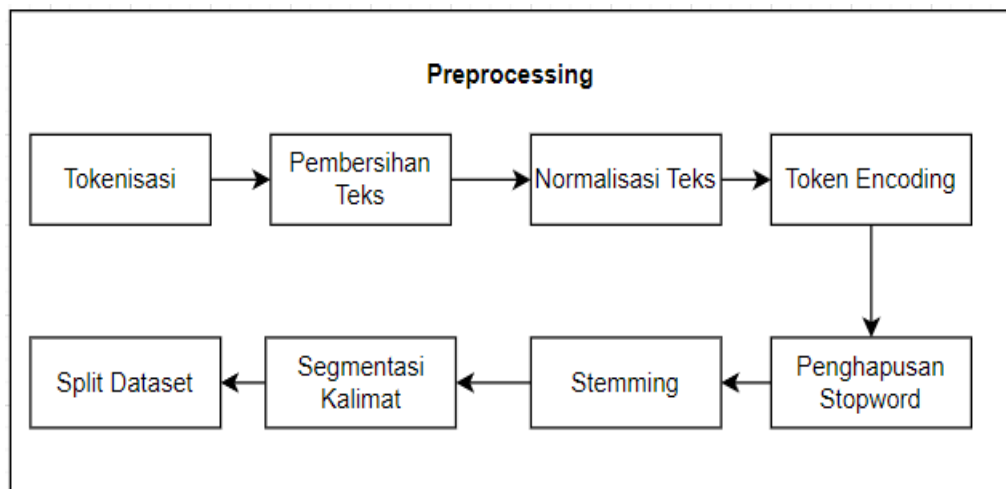 Preprocessing
Tokenisasi
Pembersihan
Teks
Normalisasi Teks
Token Encoding
Penghapusan
Stopword
Stemming
Segmentasi
Kalimat
Split Dataset